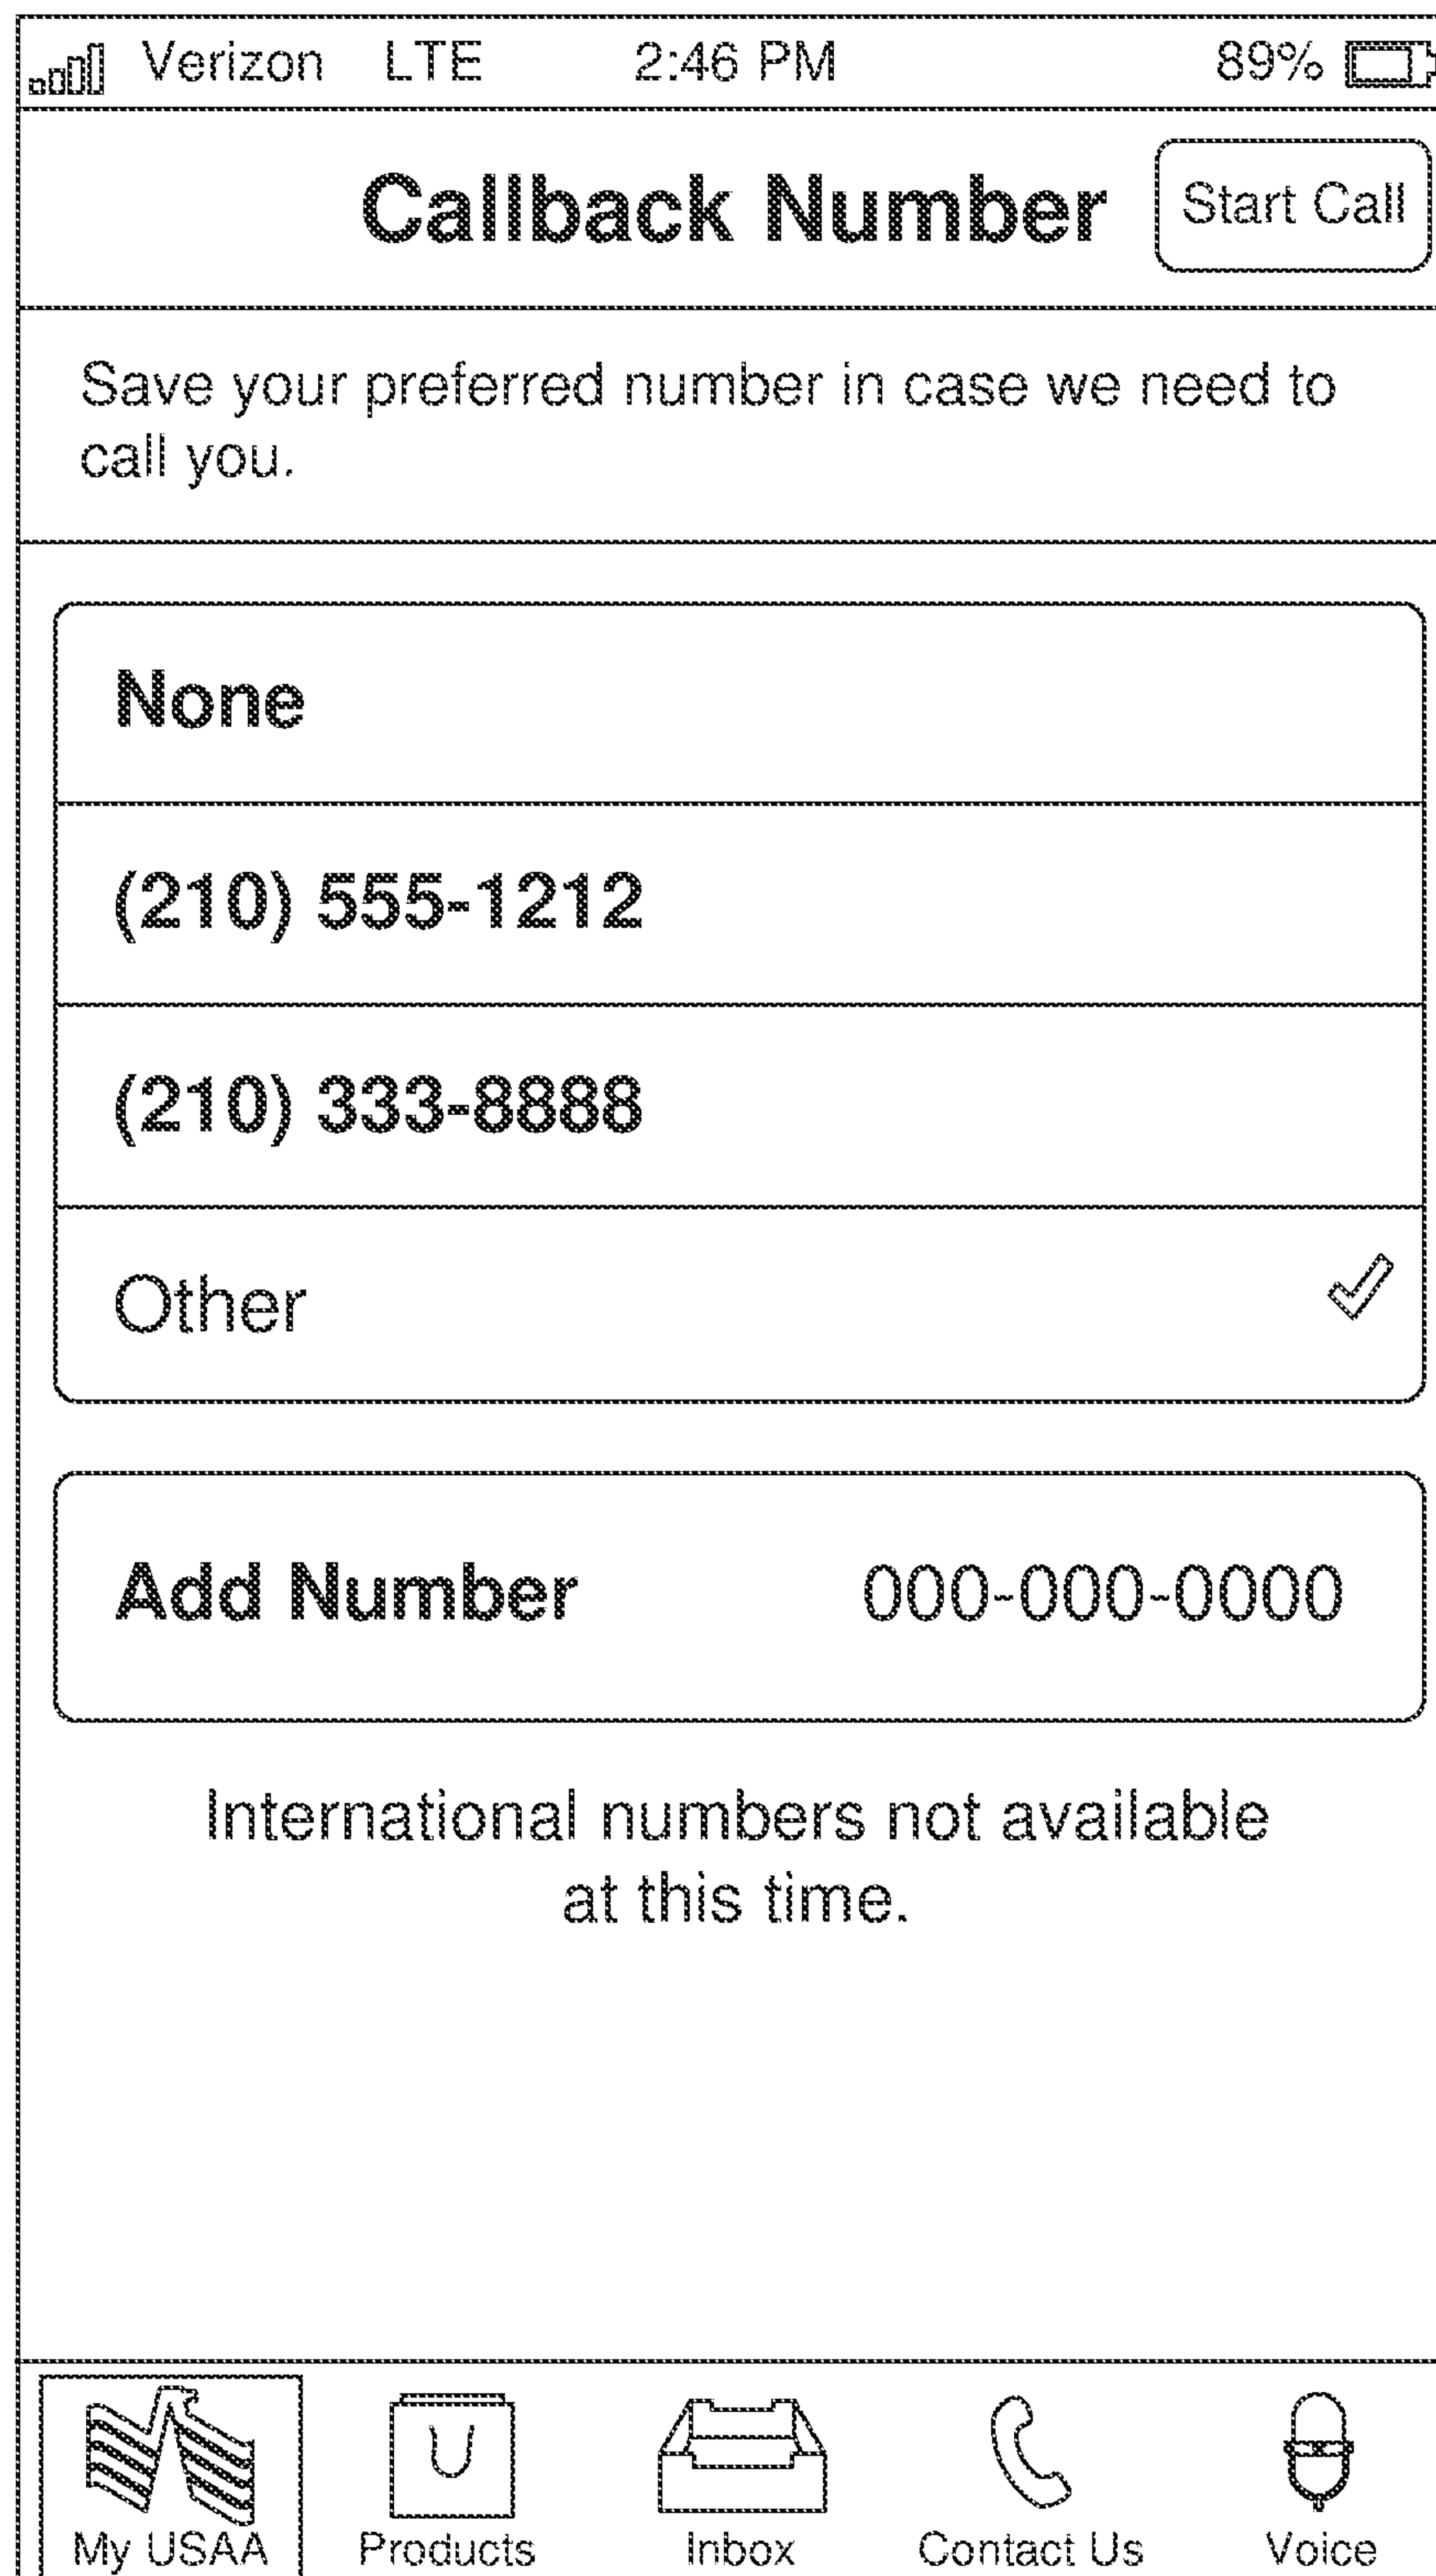 Verizon LTE 2:46 PM 89%
Callback Number Start Call
Save your preferred number in case we need to
call you.
None
(210) 555-1212
(210) 333-8888
Other
Add Number 000-000-0000
International numbers not available
at this time.
My USAA Products Inbox Contact Us Voice